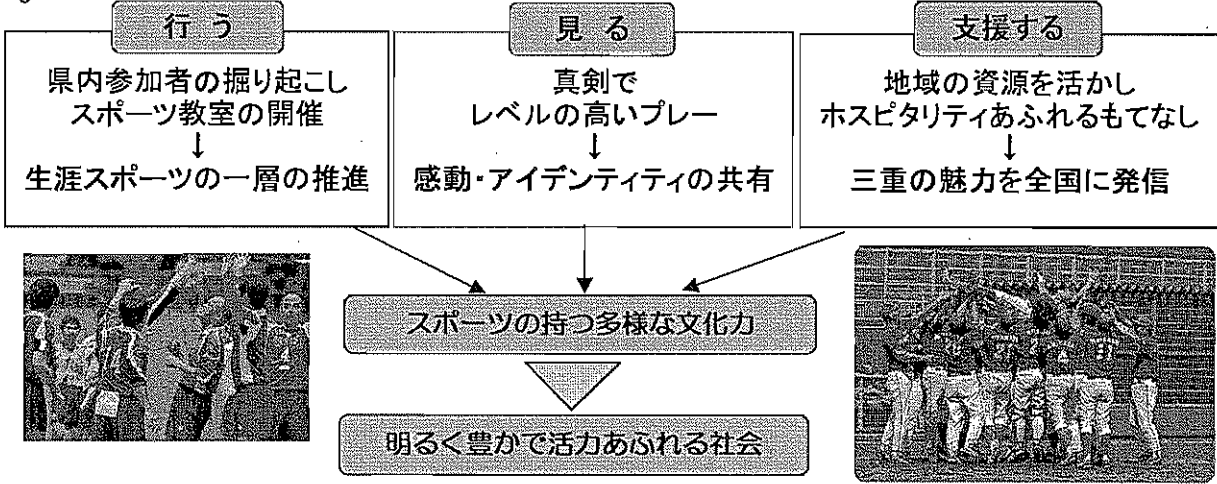 行う
県内参加者の掘り起こし
スポーツ教室の開催
↓
生涯スポーツの一層の推進
見る
真剣で
レベルの高いプレー
↓
感動・アイデンティティの共有
支援する
地域の資源を活かし
ホスピタリティあふれるもてなし
↓
三重の魅力を全国に発信
スポーツの持つ多様な文化力
明るく豊かで活力あふれる社会